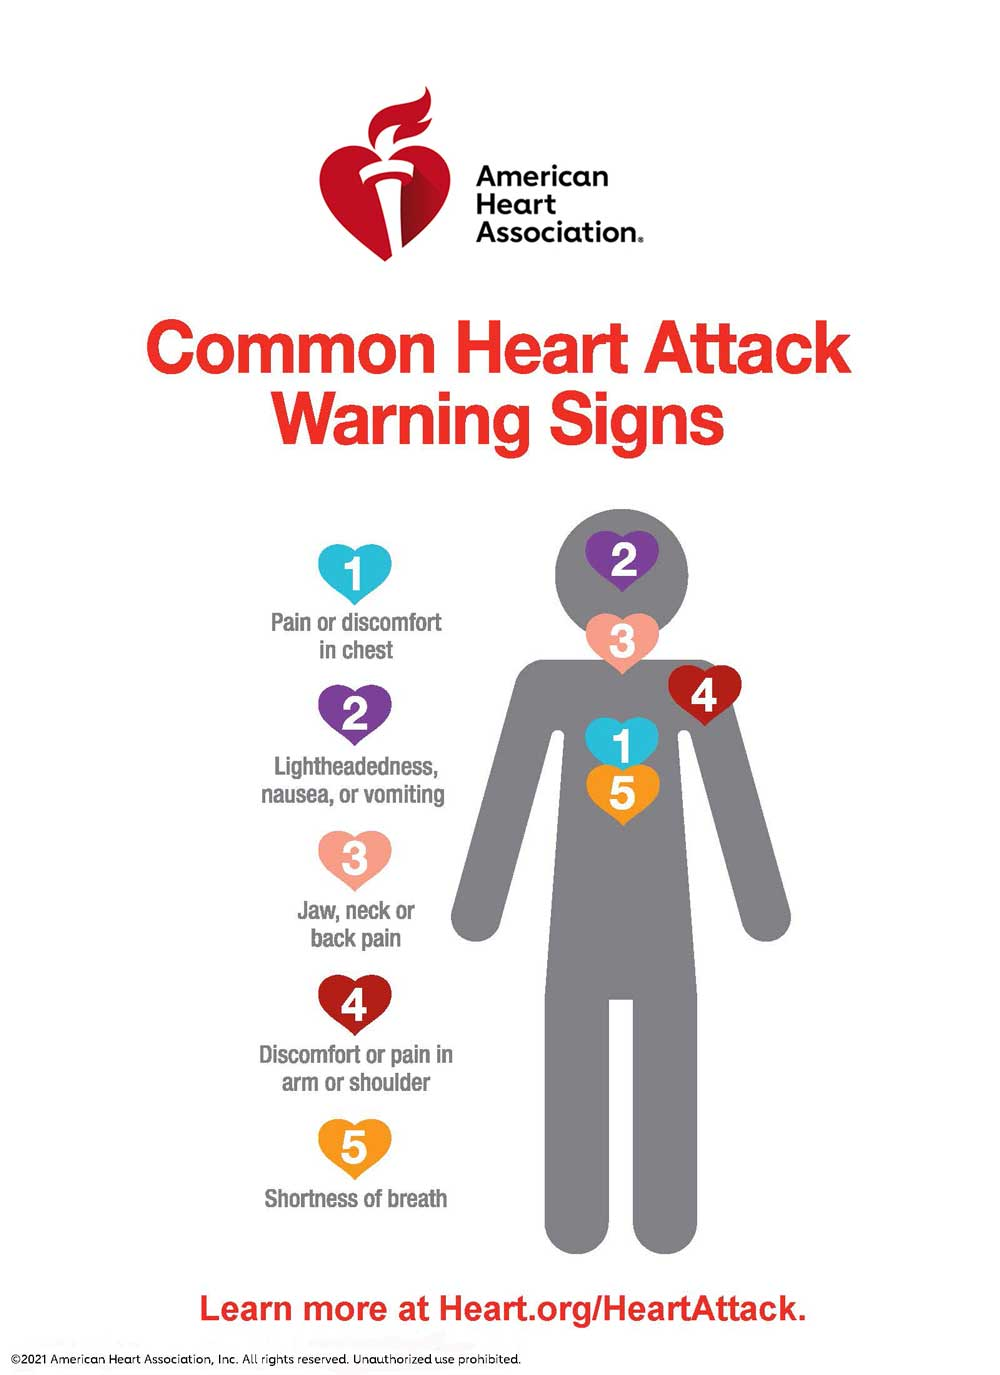 American
Heart
Association®
Common Heart Attack
Warning Signs
1
Pain or discomfort
in chest
2
Lightheadedness,
nausea, or vomiting
3
Jaw, neck or
back pain
4
Discomfort or pain in
arm or shoulder
5
Shortness of breath
2
3
4
1
5
Learn more at Heart.org/HeartAttack.
©2021 American Heart Association, Inc. All rights reserved. Unauthorized use prohibited.